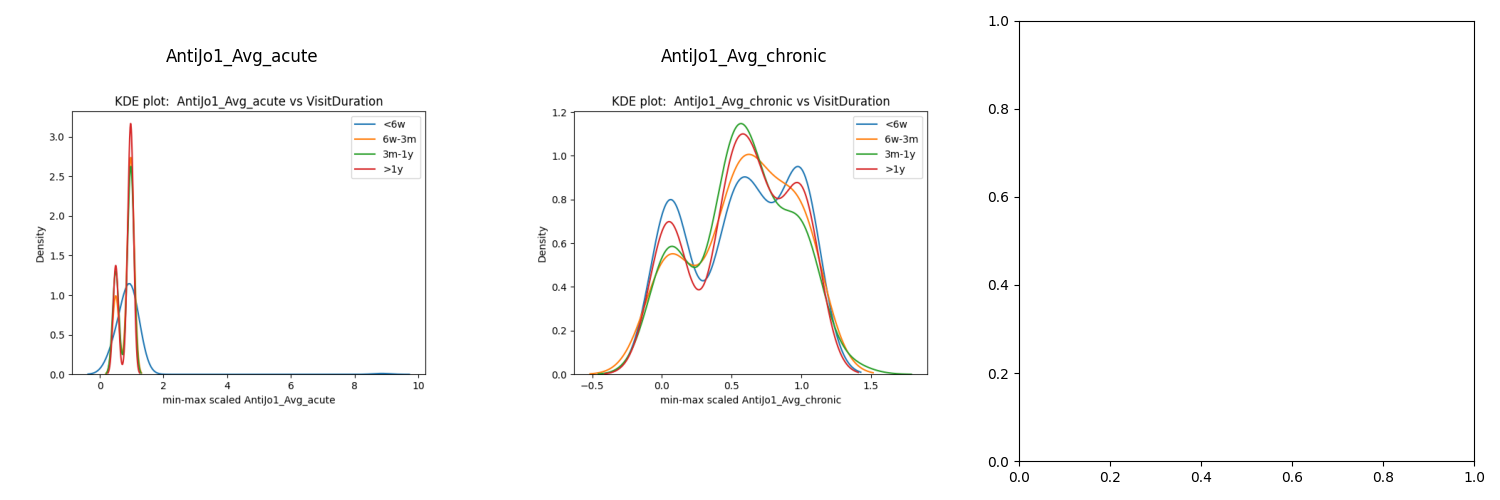 AntiJo1_Avg_acute
KDE plot:  AntiJo1_Avg_acute vs VisitDuration
<6w
6w-3m
3m-1y
>1y
3.0
2.5
2.0
1.5
1.0
0.5
0.0
Density
0 2 4 6 8 10
min-max scaled AntiJo1_Avg_acute
AntiJo1_Avg_chronic
KDE plot:  AntiJo1_Avg_chronic vs VisitDuration
<6w
6w-3m
3m-1y
>1y
1.2
1.0
0.8
0.6
0.4
0.2
0.0
Density
−0.5 0.0 0.5 1.0 1.5
min-max scaled AntiJo1_Avg_chronic
1.0
0.8
0.6
0.4
0.2
0.0
0.0 0.2 0.4 0.6 0.8 1.0